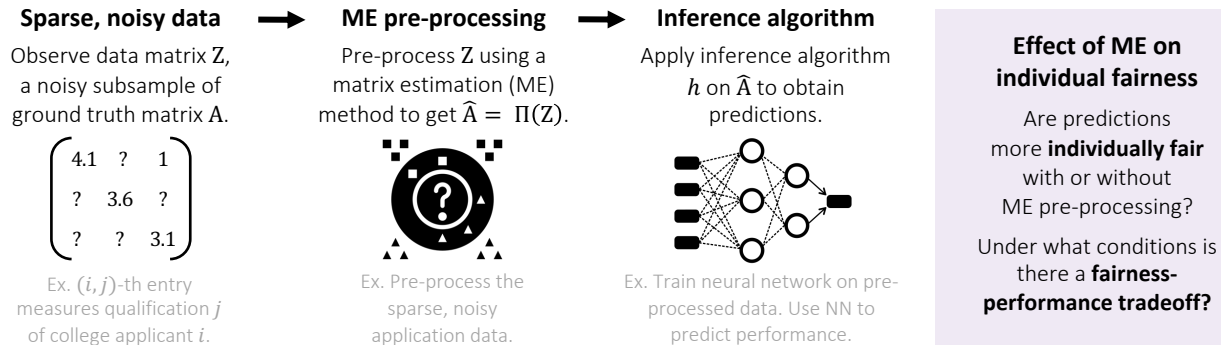 Sparse, noisy data
Observe data matrix Z,
a noisy subsample of
ground truth matrix A.
4.1 ? 1
? 3.6 ?
? ? 3.1
Ex. (i, j)-th entry
measures qualification j
of college applicant i.
ME pre-processing
Pre-process Z using a
matrix estimation (ME)
method to get Â = Π(Z).
?
Ex. Pre-process the
sparse, noisy
application data.
Inference algorithm
Apply inference algorithm
h on Â to obtain
predictions.
Ex. Train neural network on pre-
processed data. Use NN to
predict performance.
Effect of ME on
individual fairness
Are predictions
more individually fair
with or without
ME pre-processing?
Under what conditions is
there a fairness-
performance tradeoff?